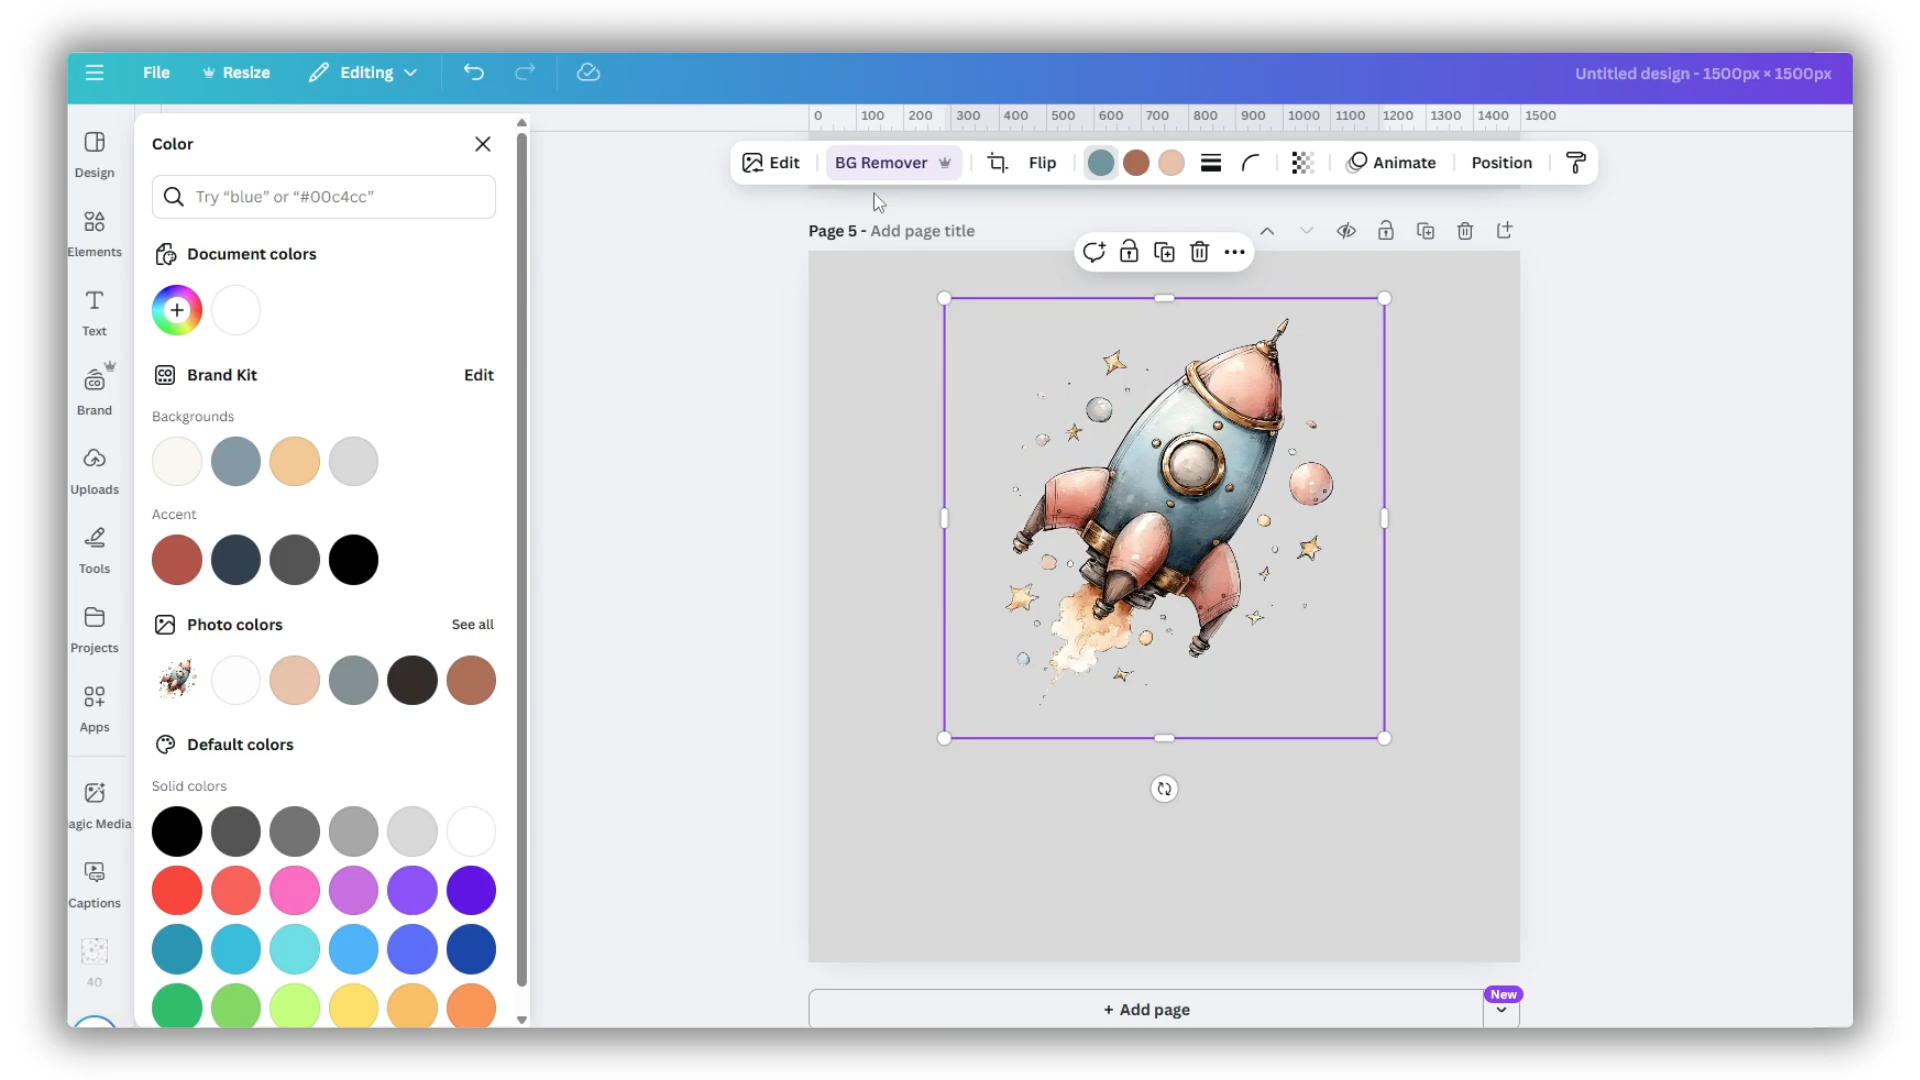 File Resize Editing Untitled design - 1500px × 1500px
0 100 200 300 400 500 600 700 800 900 1000 1100 1200 1300 1400 1500
Design
Elements
Text
Brand
Uploads
Tools
Projects
Apps
agic Media
Captions
40
Color
Try “blue” or “#00c4cc”
Document colors
Brand Kit Edit
Backgrounds
Accent
Photo colors See all
Default colors
Solid colors
Edit BG Remover Flip Animate Position
Page 5 - Add page title
+ Add page
New